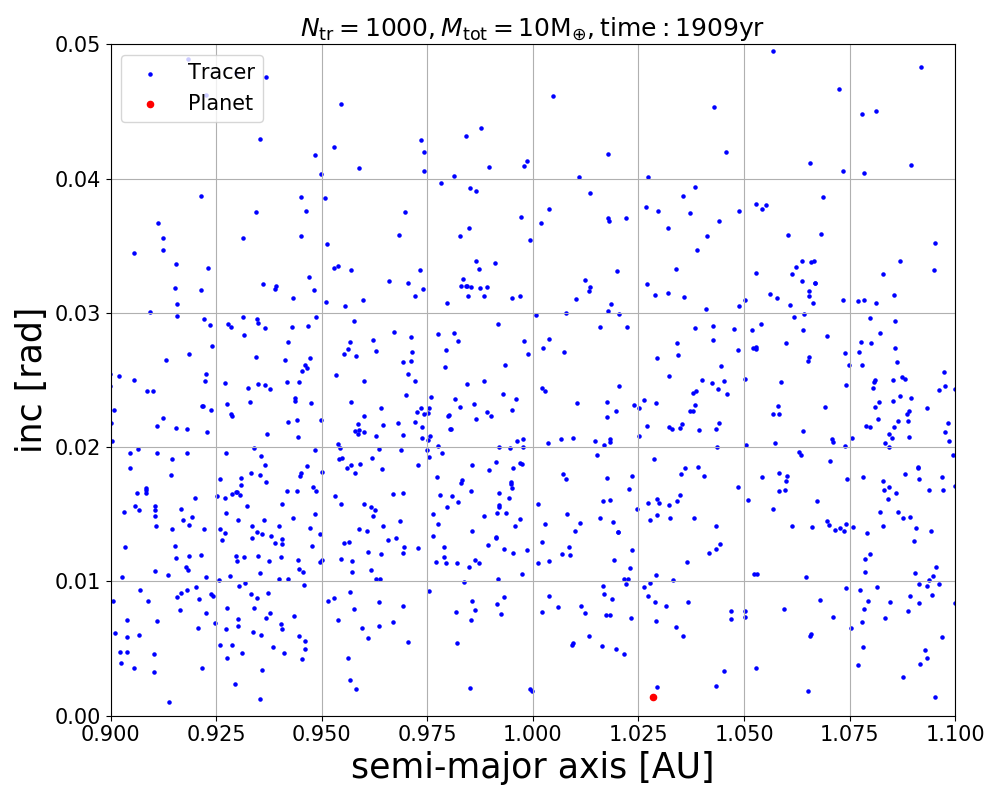 N_tr = 1000, M_tot = 10M_⊕, time : 1909yr
Tracer
Planet
inc [rad]
0.05
0.04
0.03
0.02
0.01
0.00
0.900 0.925 0.950 0.975 1.000 1.025 1.050 1.075 1.100
semi-major axis [AU]